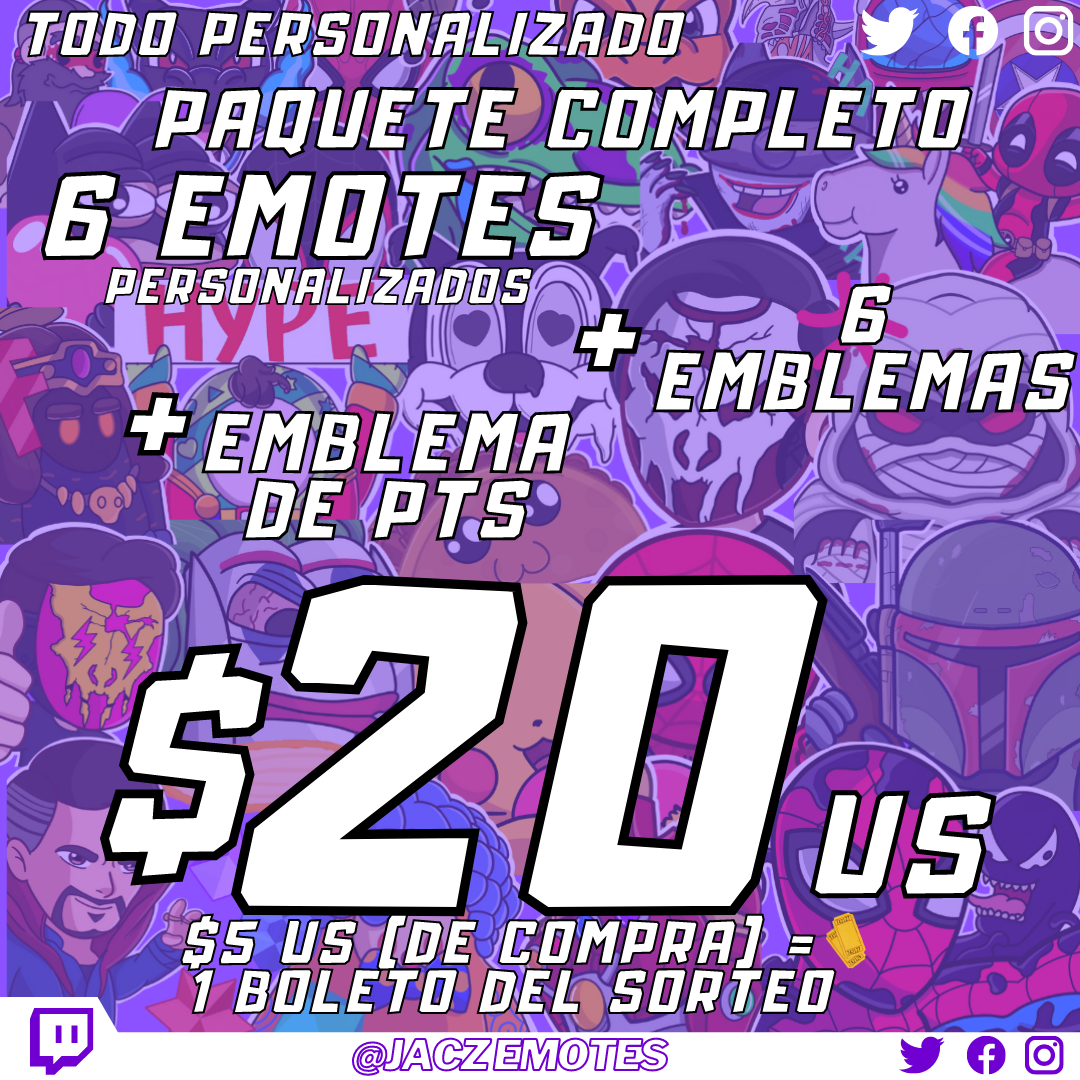 TODO PERSONALIZADO
PAQUETE COMPLETO
6 EMOTES
PERSONALIZADOS
HYPE
+ 6
EMBLEMAS
+ EMBLEMA
DE PTS
$20 US
$5 US (DE COMPRA) =
1 BOLETO DEL SORTEO
@JACZEMOTES